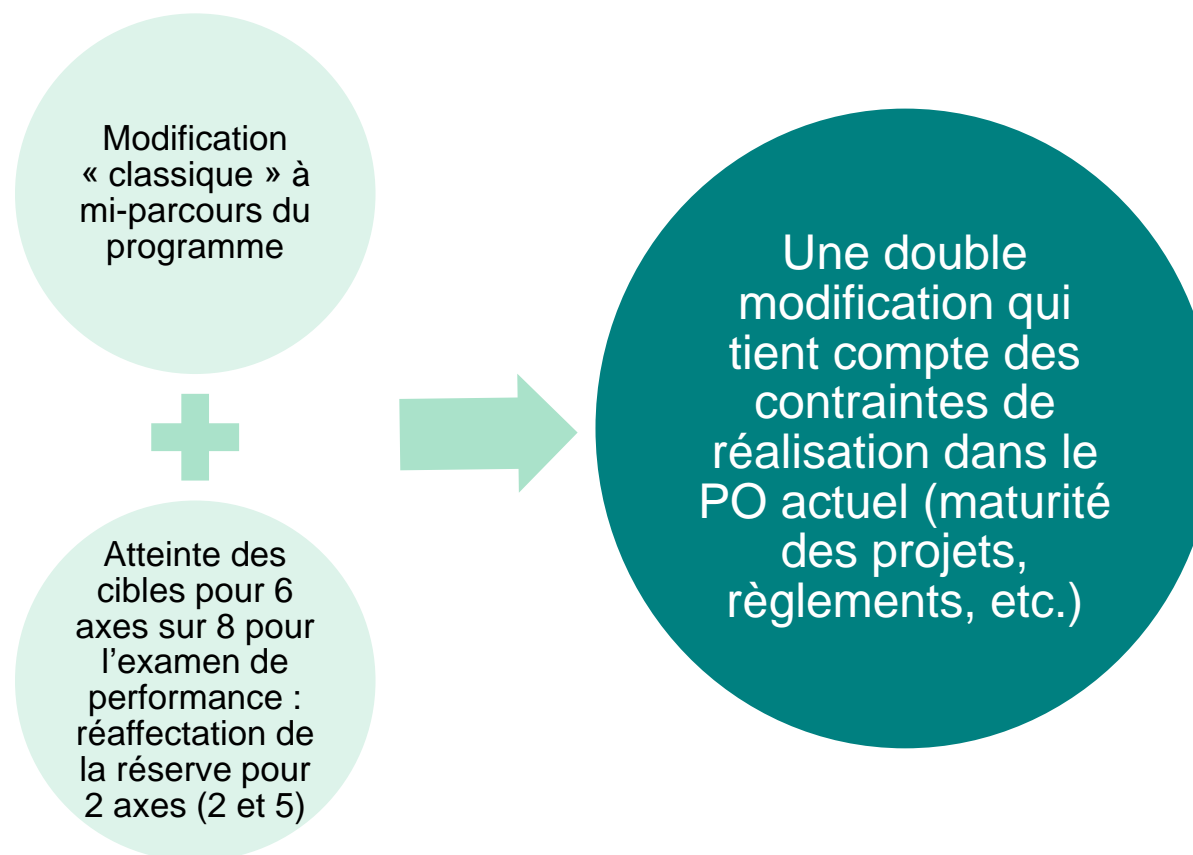 Modification
« classique » à
mi-parcours du
programme
Atteinte des
cibles pour 6
axes sur 8 pour
l’examen de
performance :
réaffectation de
la réserve pour
2 axes (2 et 5)
Une double
modification qui
tient compte des
contraintes de
réalisation dans le
PO actuel (maturité
des projets,
règlements, etc.)